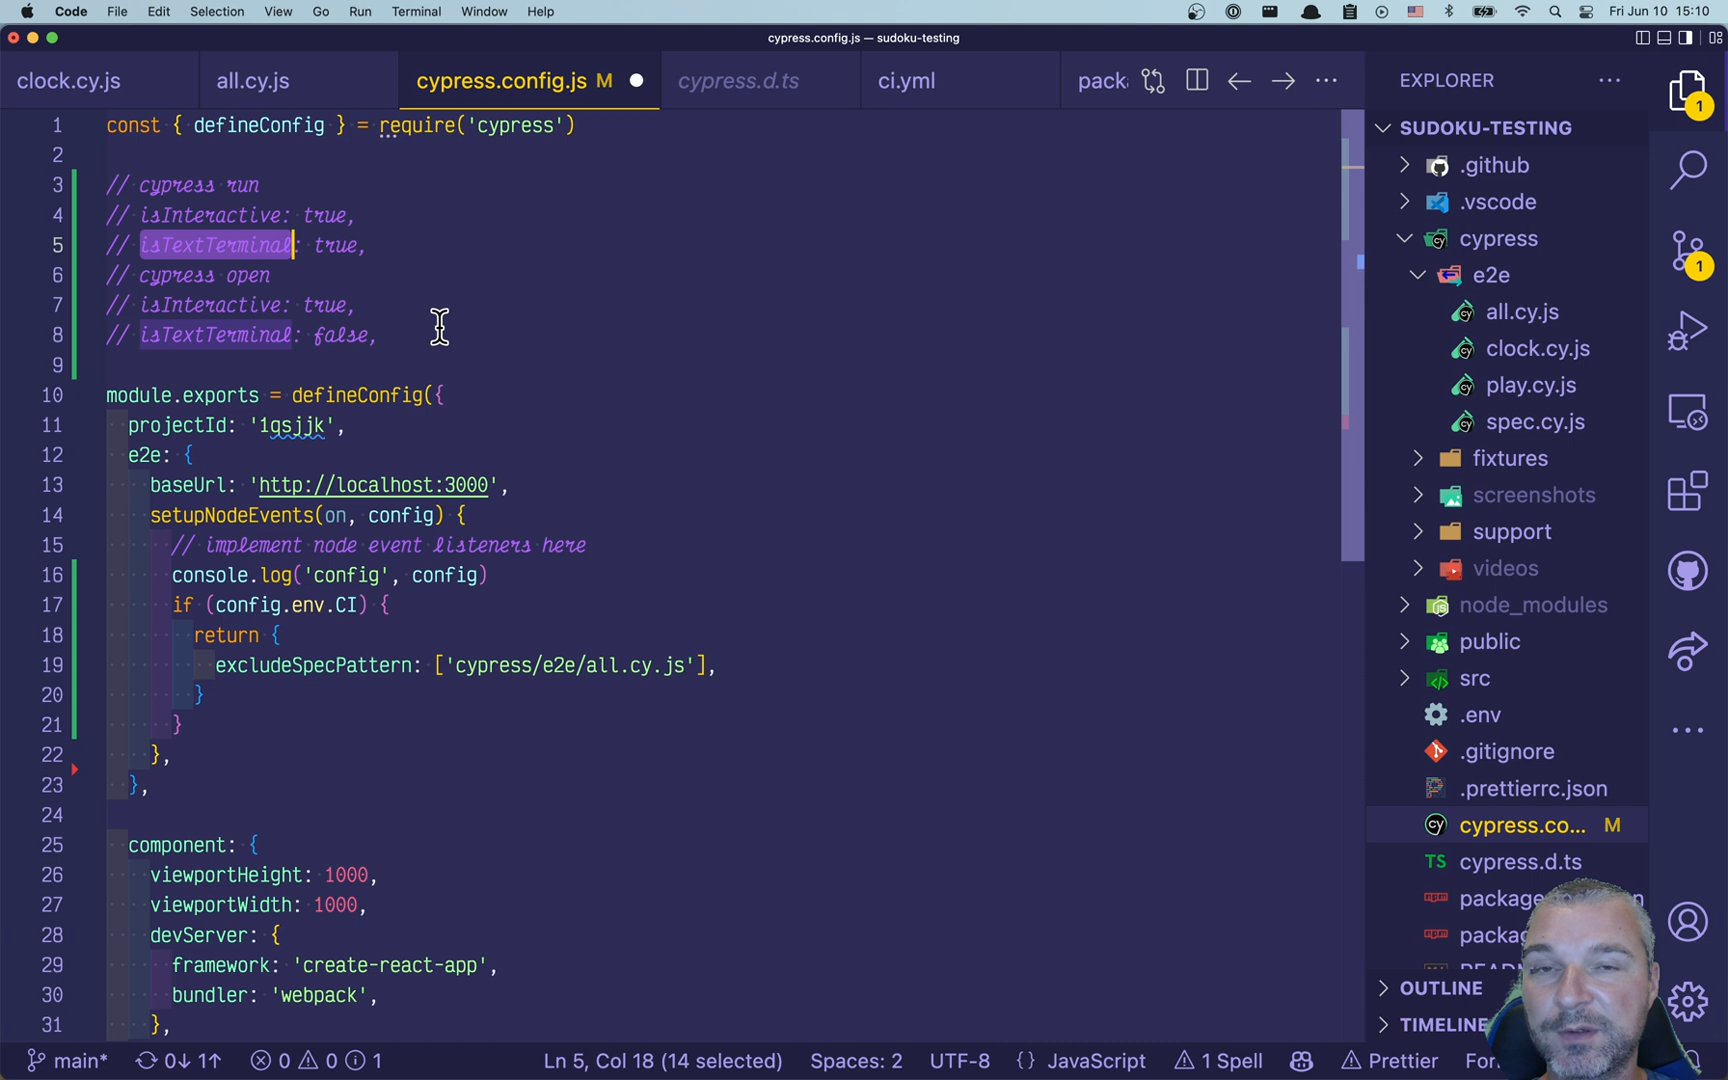 Code File Edit Selection View Go Run Terminal Window Help Fri Jun 10 15:10
cypress.config.js — sudoku-testing
clock.cy.js all.cy.js cypress.config.js M cypress.d.ts ci.yml pack
1 const { defineConfig } = require('cypress')
2
3 // cypress run
4 // isInteractive: true,
5 // isTextTerminal: true,
6 // cypress open
7 // isInteractive: true,
8 // isTextTerminal: false,
9
10 module.exports = defineConfig({
11 projectId: '1qsjjk',
12 e2e: {
13 baseUrl: 'http://localhost:3000',
14 setupNodeEvents(on, config) {
15 // implement node event listeners here
16 console.log('config', config)
17 if (config.env.CI) {
18 return {
19 excludeSpecPattern: ['cypress/e2e/all.cy.js'],
20 }
21 }
22 },
23 },
24
25 component: {
26 viewportHeight: 1000,
27 viewportWidth: 1000,
28 devServer: {
29 framework: 'create-react-app',
30 bundler: 'webpack',
31 },
EXPLORER
SUDOKU-TESTING
.github
.vscode
cypress
e2e
all.cy.js
clock.cy.js
play.cy.js
spec.cy.js
fixtures
screenshots
support
videos
node_modules
public
src
.env
.gitignore
.prettierrc.json
cypress.co... M
TS cypress.d.ts
OUTLINE
TIMELINE
1
1
main* 0↓ 1↑ 0 0 1 Ln 5, Col 18 (14 selected) Spaces: 2 UTF-8 {} JavaScript 1 Spell Prettier